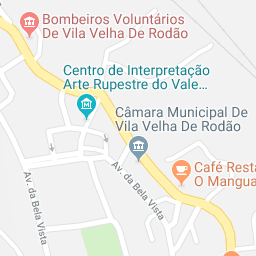 Bombeiros Voluntários
De Vila Velha De Rodão
Centro de Interpretação
Arte Rupestre do Vale...
Câmara Municipal De
Vila Velha De Rodão
Café Resta
O Mangua
Av. da Bela Vista
Av. da Bela Vista